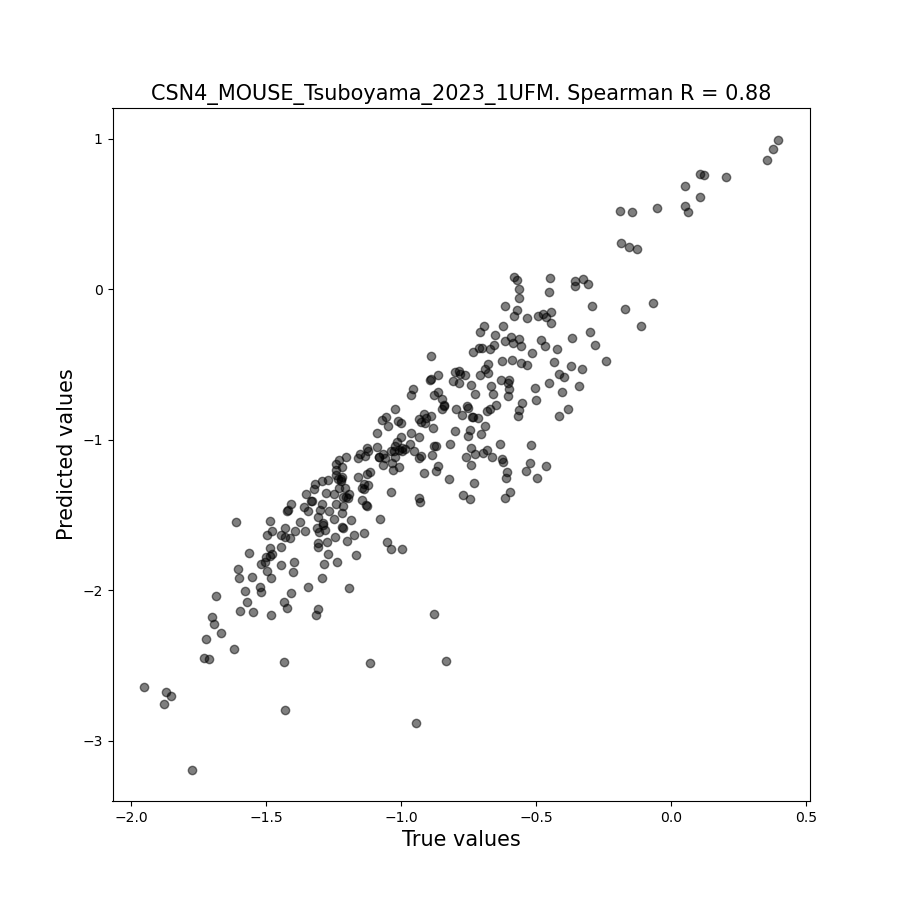 CSN4_MOUSE_Tsuboyama_2023_1UFM. Spearman R = 0.88
1
0
−1
−2
−3
Predicted values
−2.0 −1.5 −1.0 −0.5 0.0 0.5
True values